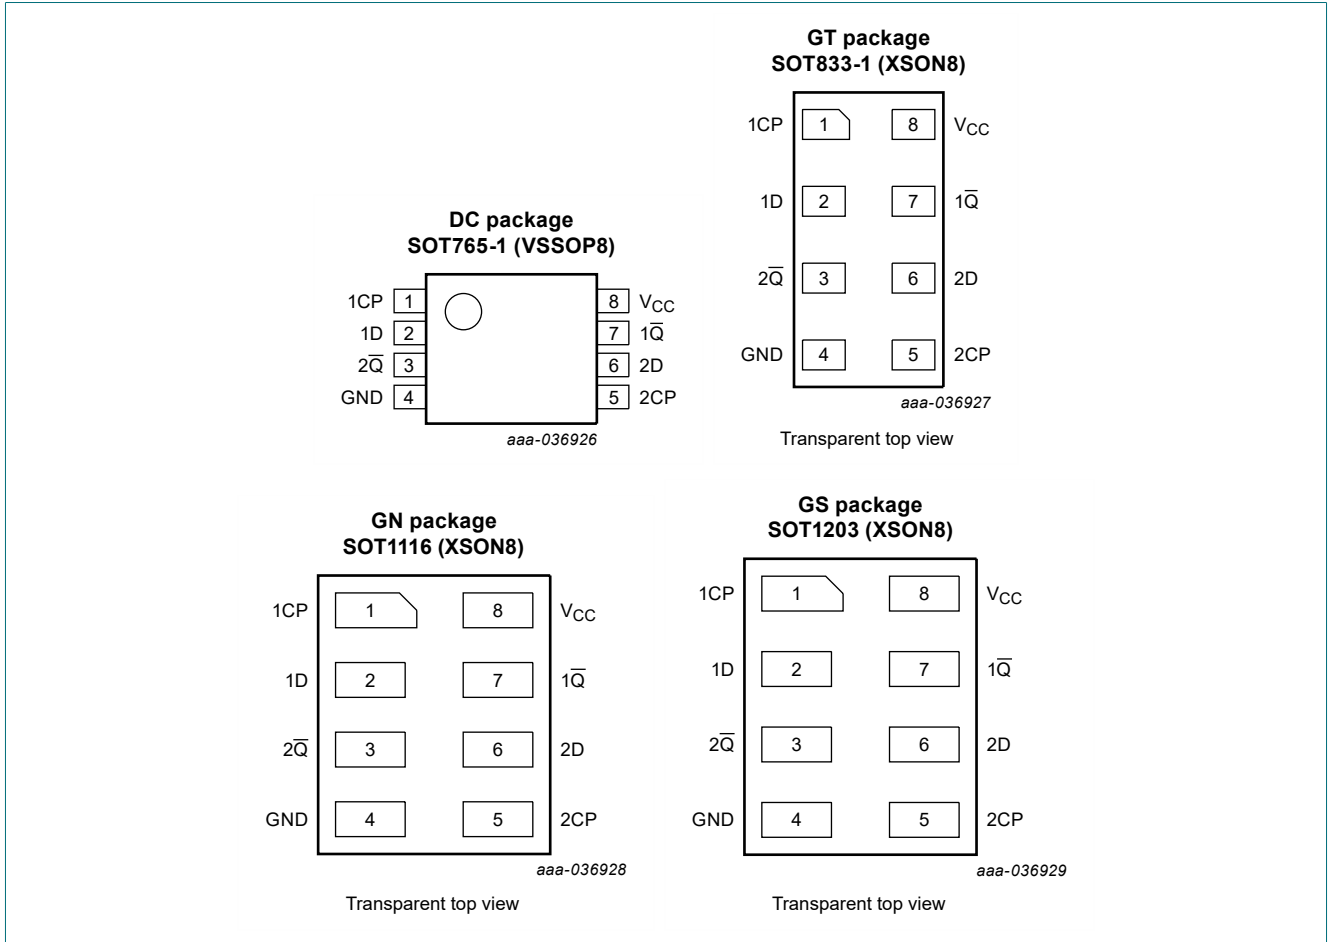 GT package
SOT833-1 (XSON8)
1CP 1 8 VCC
1D 2 7 1Q̅
2Q̅ 3 6 2D
GND 4 5 2CP
aaa-036927
Transparent top view
DC package
SOT765-1 (VSSOP8)
1CP 1 8 VCC
1D 2 7 1Q̅
2Q̅ 3 6 2D
GND 4 5 2CP
aaa-036926
GN package
SOT1116 (XSON8)
1CP 1 8 VCC
1D 2 7 1Q̅
2Q̅ 3 6 2D
GND 4 5 2CP
aaa-036928
Transparent top view
GS package
SOT1203 (XSON8)
1CP 1 8 VCC
1D 2 7 1Q̅
2Q̅ 3 6 2D
GND 4 5 2CP
aaa-036929
Transparent top view